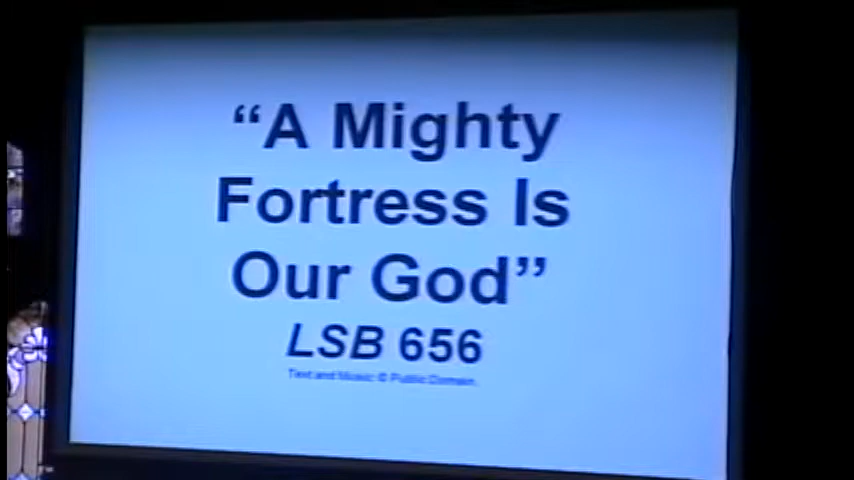 “A Mighty
Fortress Is
Our God”
LSB 656
Text and Music: © Public Domain.